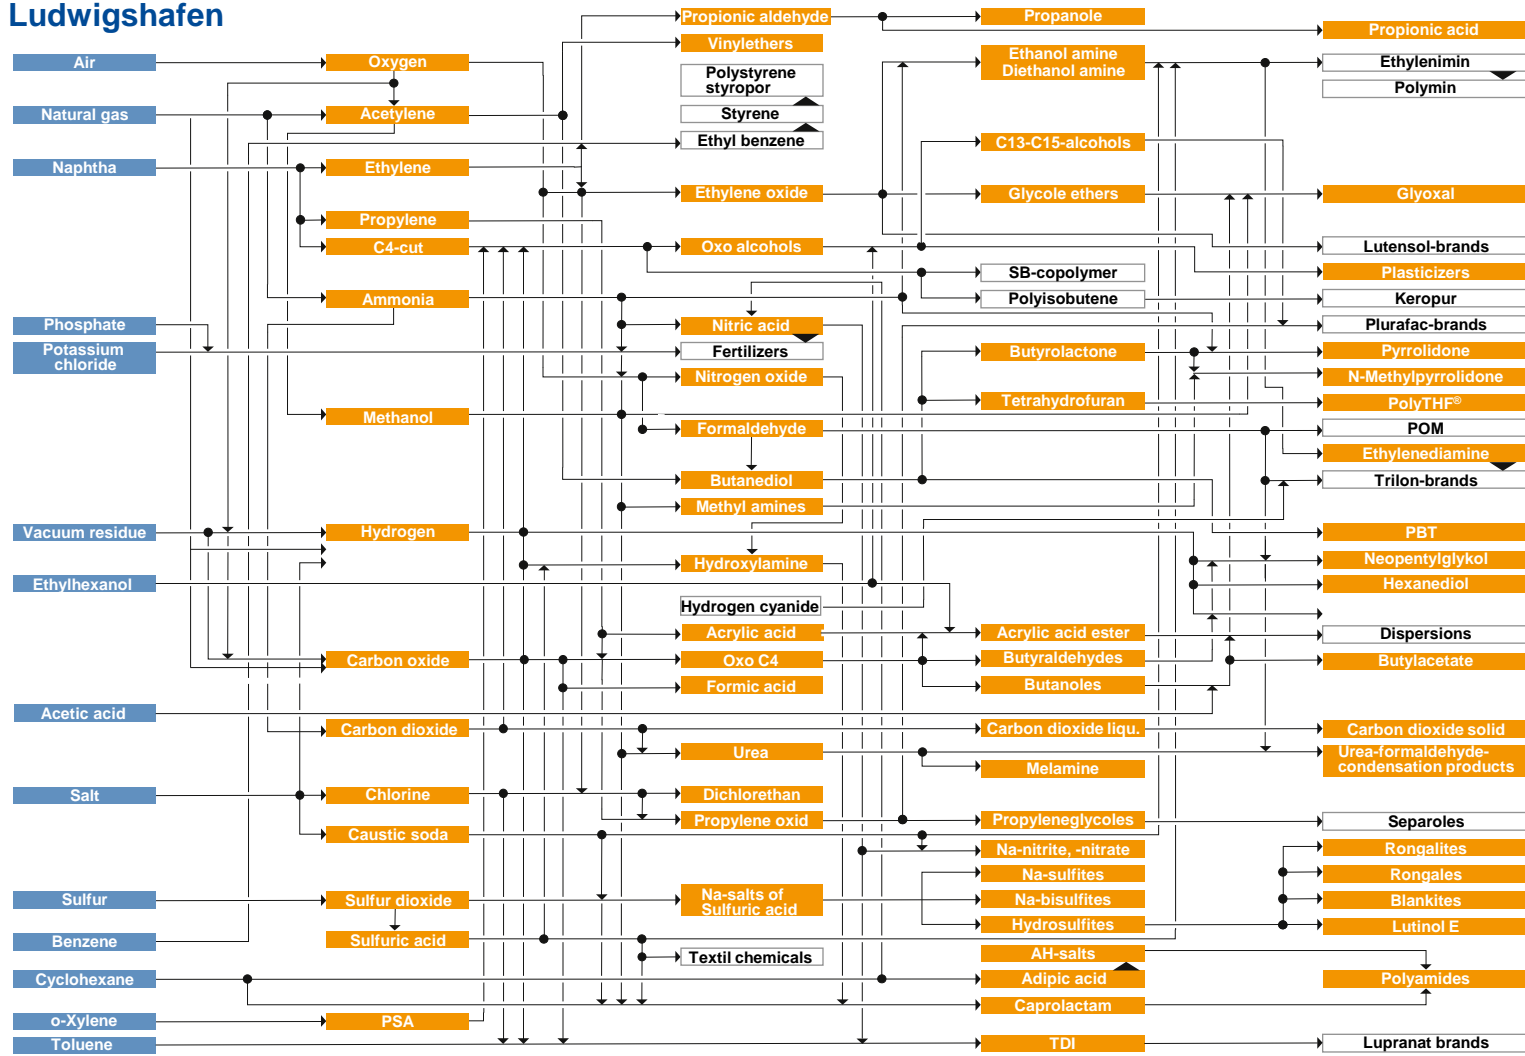 Ludwigshafen
Air
Natural gas
Naphtha
Phosphate
Potassium
chloride
Vacuum residue
Ethylhexanol
Acetic acid
Salt
Sulfur
Benzene
Cyclohexane
o-Xylene
Toluene
Oxygen
Acetylene
Ethylene
Propylene
C4-cut
Ammonia
Methanol
Hydrogen
Carbon oxide
Carbon dioxide
Chlorine
Caustic soda
Sulfur dioxide
Sulfuric acid
PSA
Propionic aldehyde
Vinylethers
Polystyrene
styropor
Styrene
Ethyl benzene
Ethylene oxide
Oxo alcohols
Nitric acid
Fertilizers
Nitrogen oxide
Formaldehyde
Butanediol
Methyl amines
Hydroxylamine
Hydrogen cyanide
Acrylic acid
Oxo C4
Formic acid
Urea
Dichlorethan
Propylene oxid
Na-salts of
Sulfuric acid
Textil chemicals
Propanole
Ethanol amine
Diethanol amine
C13-C15-alcohols
Glycole ethers
SB-copolymer
Polyisobutene
Butyrolactone
Tetrahydrofuran
Acrylic acid ester
Butyraldehydes
Butanoles
Carbon dioxide liqu.
Melamine
Propyleneglycoles
Na-nitrite, -nitrate
Na-sulfites
Na-bisulfites
Hydrosulfites
AH-salts
Adipic acid
Caprolactam
TDI
Propionic acid
Ethylenimin
Polymin
Glyoxal
Lutensol-brands
Plasticizers
Keropur
Plurafac-brands
Pyrrolidone
N-Methylpyrrolidone
PolyTHF®
POM
Ethylenediamine
Trilon-brands
PBT
Neopentylglykol
Hexanediol
Dispersions
Butylacetate
Carbon dioxide solid
Urea-formaldehyde-
condensation products
Separoles
Rongalites
Rongales
Blankites
Lutinol E
Polyamides
Lupranat brands